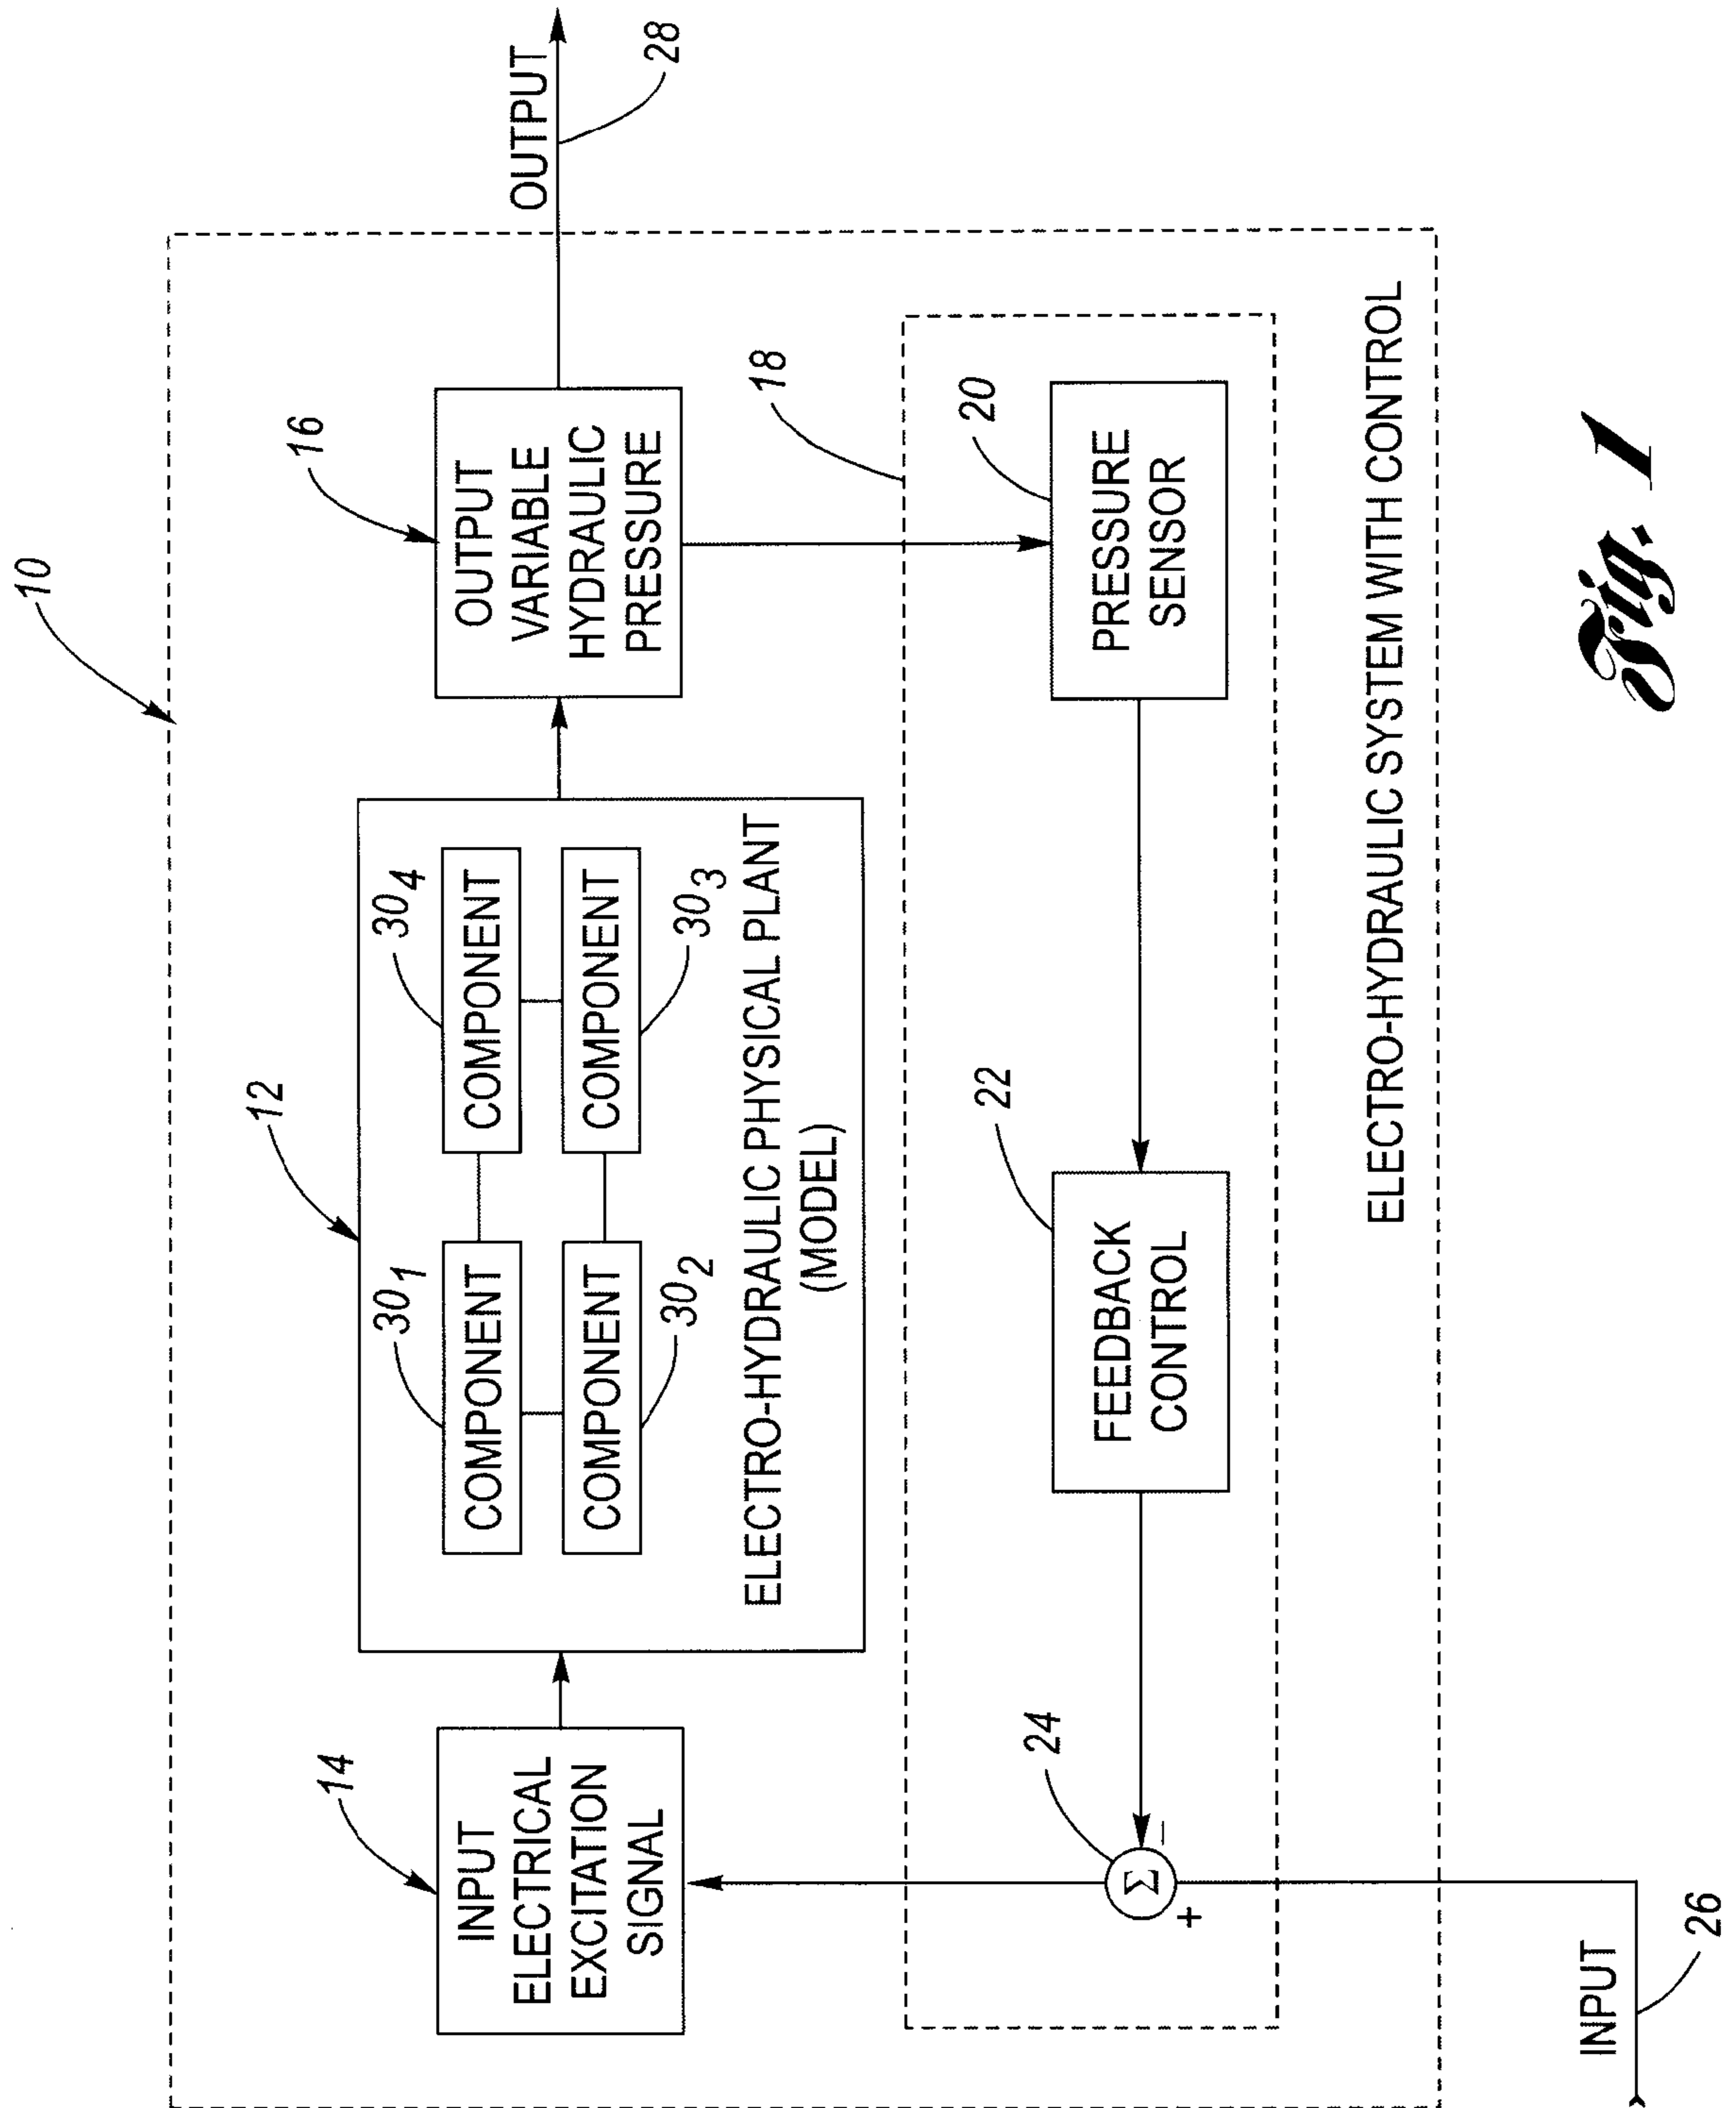 10
14
INPUT
ELECTRICAL
EXCITATION
SIGNAL
12
30₁
COMPONENT
30₄
COMPONENT
COMPONENT
30₂
COMPONENT
30₃
ELECTRO-HYDRAULIC PHYSICAL PLANT
(MODEL)
16
OUTPUT
VARIABLE
HYDRAULIC
PRESSURE
OUTPUT
28
18
24
Σ
+
−
22
FEEDBACK
CONTROL
20
PRESSURE
SENSOR
ELECTRO-HYDRAULIC SYSTEM WITH CONTROL
INPUT
26
Fig. 1